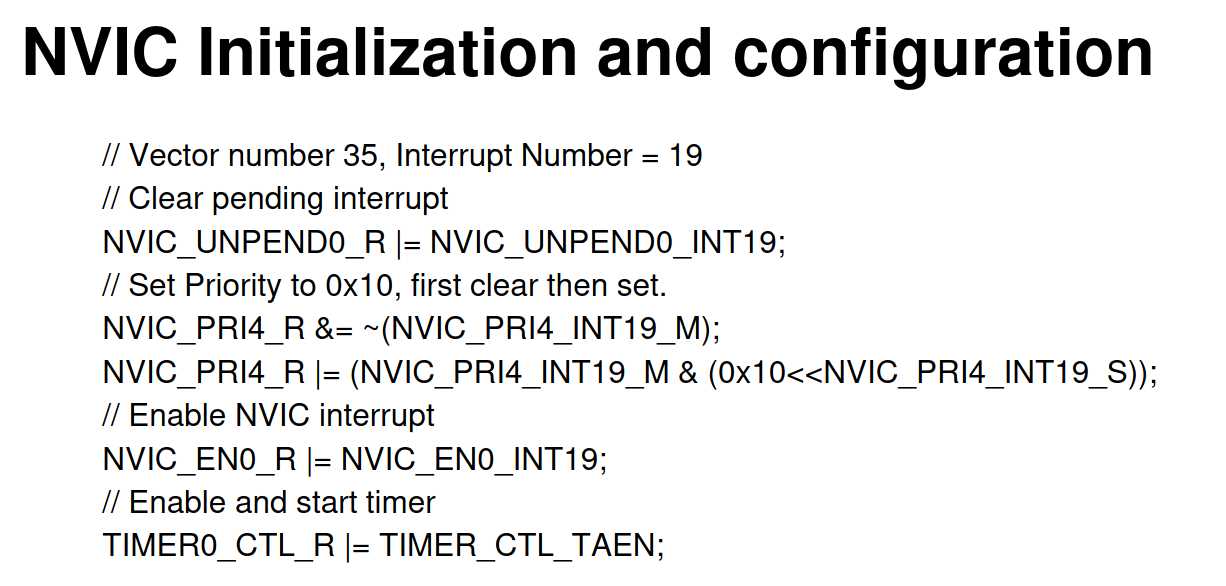 NVIC Initialization and configuration
// Vector number 35, Interrupt Number = 19
// Clear pending interrupt
NVIC_UNPEND0_R |= NVIC_UNPEND0_INT19;
// Set Priority to 0x10, first clear then set.
NVIC_PRI4_R &= ~(NVIC_PRI4_INT19_M);
NVIC_PRI4_R |= (NVIC_PRI4_INT19_M & (0x10<<NVIC_PRI4_INT19_S));
// Enable NVIC interrupt
NVIC_EN0_R |= NVIC_EN0_INT19;
// Enable and start timer
TIMER0_CTL_R |= TIMER_CTL_TAEN;